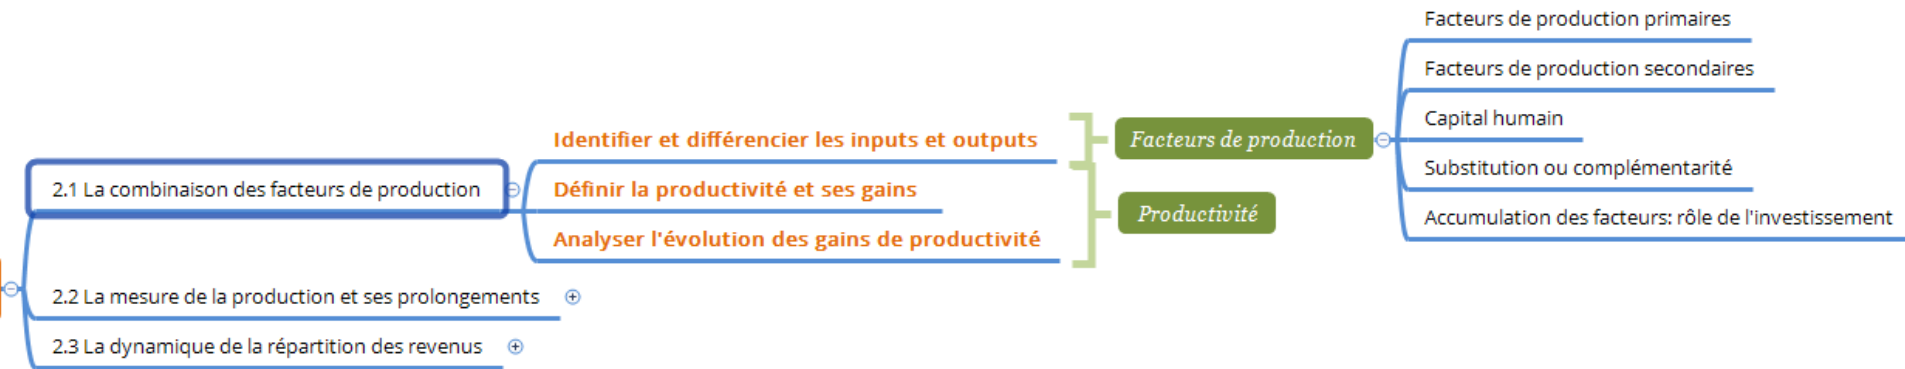 2.1 La combinaison des facteurs de production
Identifier et différencier les inputs et outputs
Définir la productivité et ses gains
Analyser l'évolution des gains de productivité
Facteurs de production
Facteurs de production primaires
Facteurs de production secondaires
Capital humain
Substitution ou complémentarité
Accumulation des facteurs: rôle de l'investissement
Productivité
2.2 La mesure de la production et ses prolongements
2.3 La dynamique de la répartition des revenus